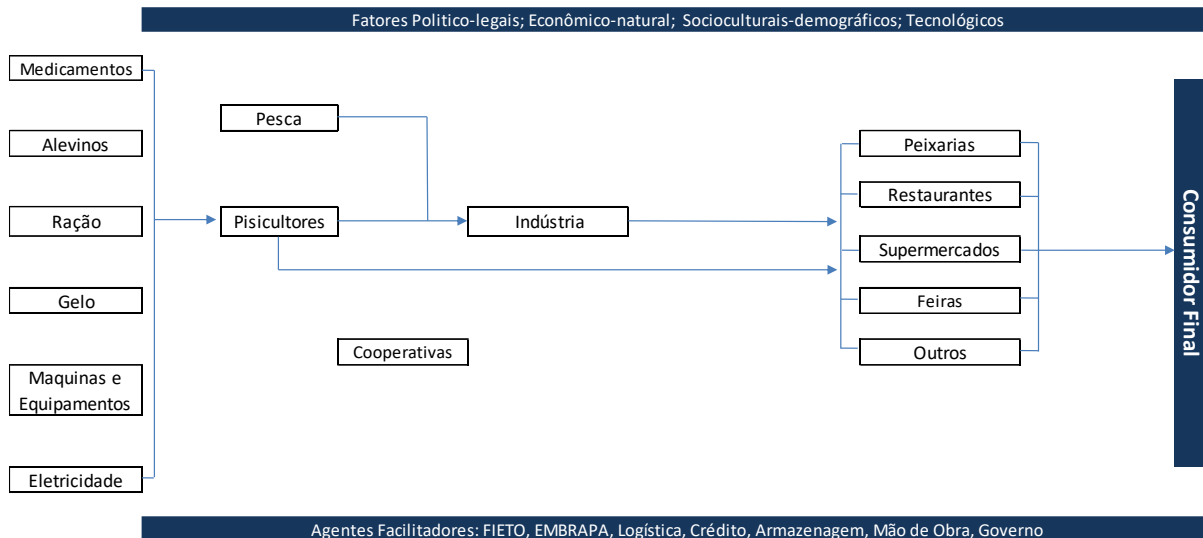 Fatores Politico-legais; Econômico-natural; Socioculturais-demográficos; Tecnológicos
Medicamentos
Alevinos
Ração
Gelo
Maquinas e
Equipamentos
Eletricidade
Pesca
Pisicultores
Cooperativas
Indústria
Peixarias
Restaurantes
Supermercados
Feiras
Outros
Consumidor Final
Agentes Facilitadores: FIETO, EMBRAPA, Logística, Crédito, Armazenagem, Mão de Obra, Governo